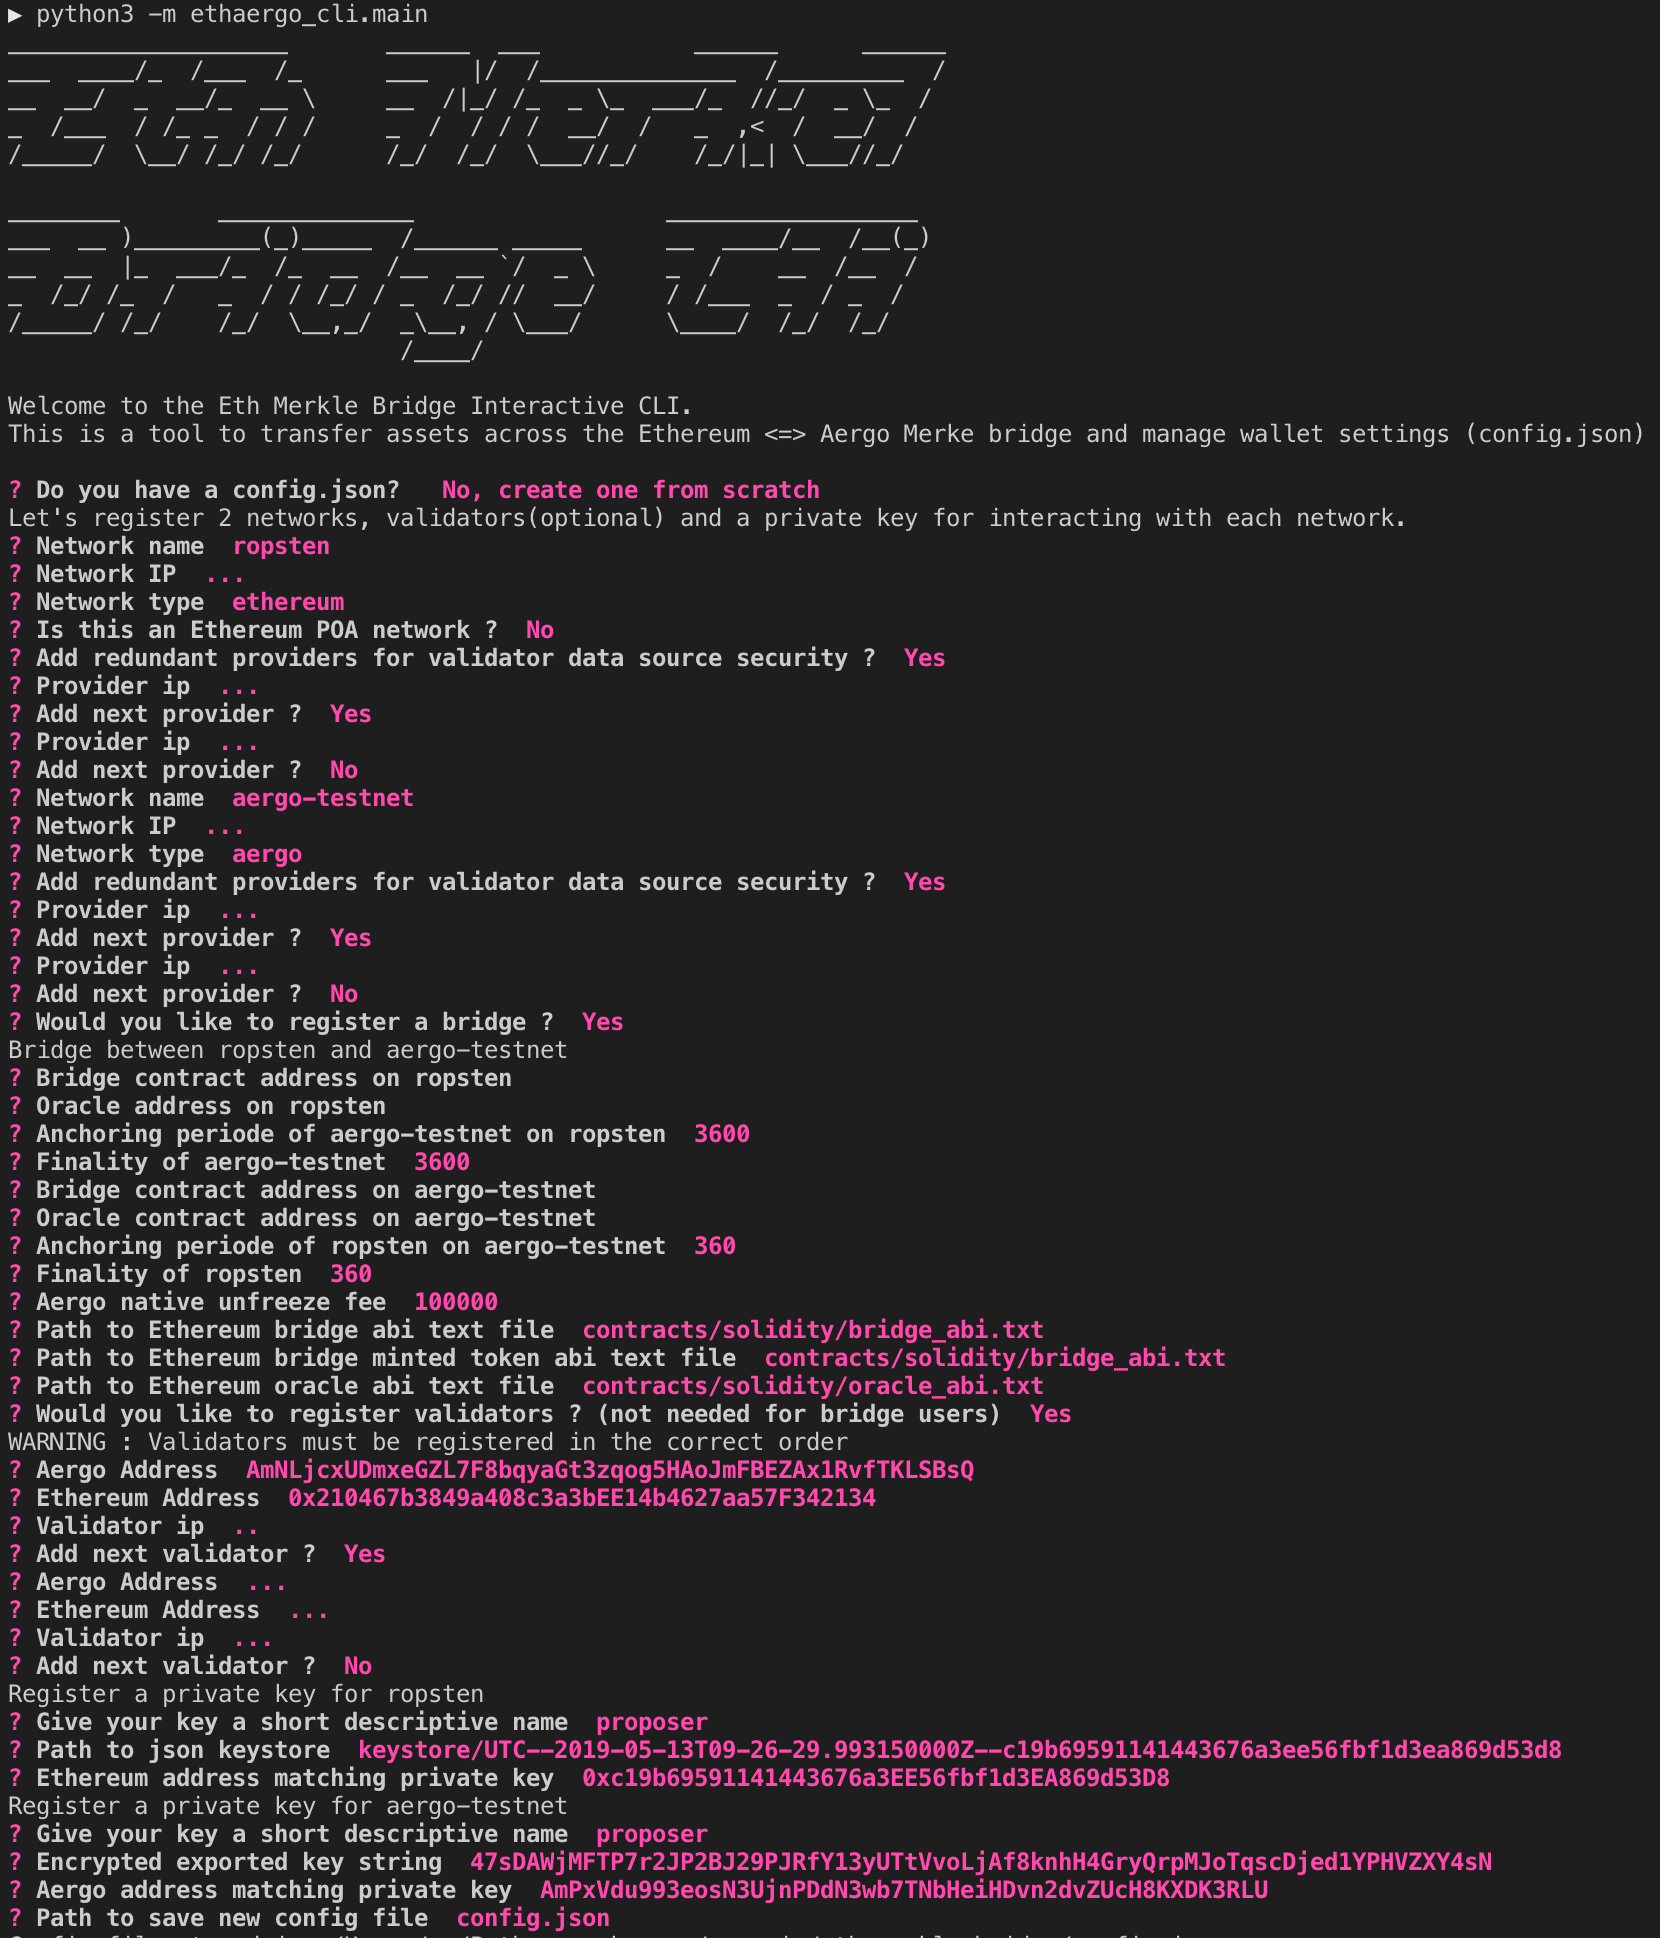 ▶ python3 -m ethaergo_cli.main
Eth Merkle
Bridge Cli
Welcome to the Eth Merkle Bridge Interactive CLI.
This is a tool to transfer assets across the Ethereum <=> Aergo Merke bridge and manage wallet settings (config.json)
? Do you have a config.json?   No, create one from scratch
Let's register 2 networks, validators(optional) and a private key for interacting with each network.
? Network name  ropsten
? Network IP  ...
? Network type  ethereum
? Is this an Ethereum POA network ?  No
? Add redundant providers for validator data source security ?  Yes
? Provider ip  ...
? Add next provider ?  Yes
? Provider ip  ...
? Add next provider ?  No
? Network name  aergo-testnet
? Network IP  ...
? Network type  aergo
? Add redundant providers for validator data source security ?  Yes
? Provider ip  ...
? Add next provider ?  Yes
? Provider ip  ...
? Add next provider ?  No
? Would you like to register a bridge ?  Yes
Bridge between ropsten and aergo-testnet
? Bridge contract address on ropsten
? Oracle address on ropsten
? Anchoring periode of aergo-testnet on ropsten  3600
? Finality of aergo-testnet  3600
? Bridge contract address on aergo-testnet
? Oracle contract address on aergo-testnet
? Anchoring periode of ropsten on aergo-testnet  360
? Finality of ropsten  360
? Aergo native unfreeze fee  100000
? Path to Ethereum bridge abi text file  contracts/solidity/bridge_abi.txt
? Path to Ethereum bridge minted token abi text file  contracts/solidity/bridge_abi.txt
? Path to Ethereum oracle abi text file  contracts/solidity/oracle_abi.txt
? Would you like to register validators ? (not needed for bridge users)  Yes
WARNING : Validators must be registered in the correct order
? Aergo Address  AmNLjcxUDmxeGZL7F8bqyaGt3zqog5HAoJmFBEZAx1RvfTKLSBsQ
? Ethereum Address  0x210467b3849a408c3a3bEE14b4627aa57F342134
? Validator ip  ..
? Add next validator ?  Yes
? Aergo Address  ...
? Ethereum Address  ...
? Validator ip  ...
? Add next validator ?  No
Register a private key for ropsten
? Give your key a short descriptive name  proposer
? Path to json keystore  keystore/UTC--2019-05-13T09-26-29.993150000Z--c19b69591141443676a3ee56fbf1d3ea869d53d8
? Ethereum address matching private key  0xc19b69591141443676a3EE56fbf1d3EA869d53D8
Register a private key for aergo-testnet
? Give your key a short descriptive name  proposer
? Encrypted exported key string  47sDAWjMFTP7r2JP2BJ29PJRfY13yUTtVvoLjAf8knhH4GryQrpMJoTqscDjed1YPHVZXY4sN
? Aergo address matching private key  AmPxVdu993eosN3UjnPDdN3wb7TNbHeiHDvn2dvZUcH8KXDK3RLU
? Path to save new config file  config.json